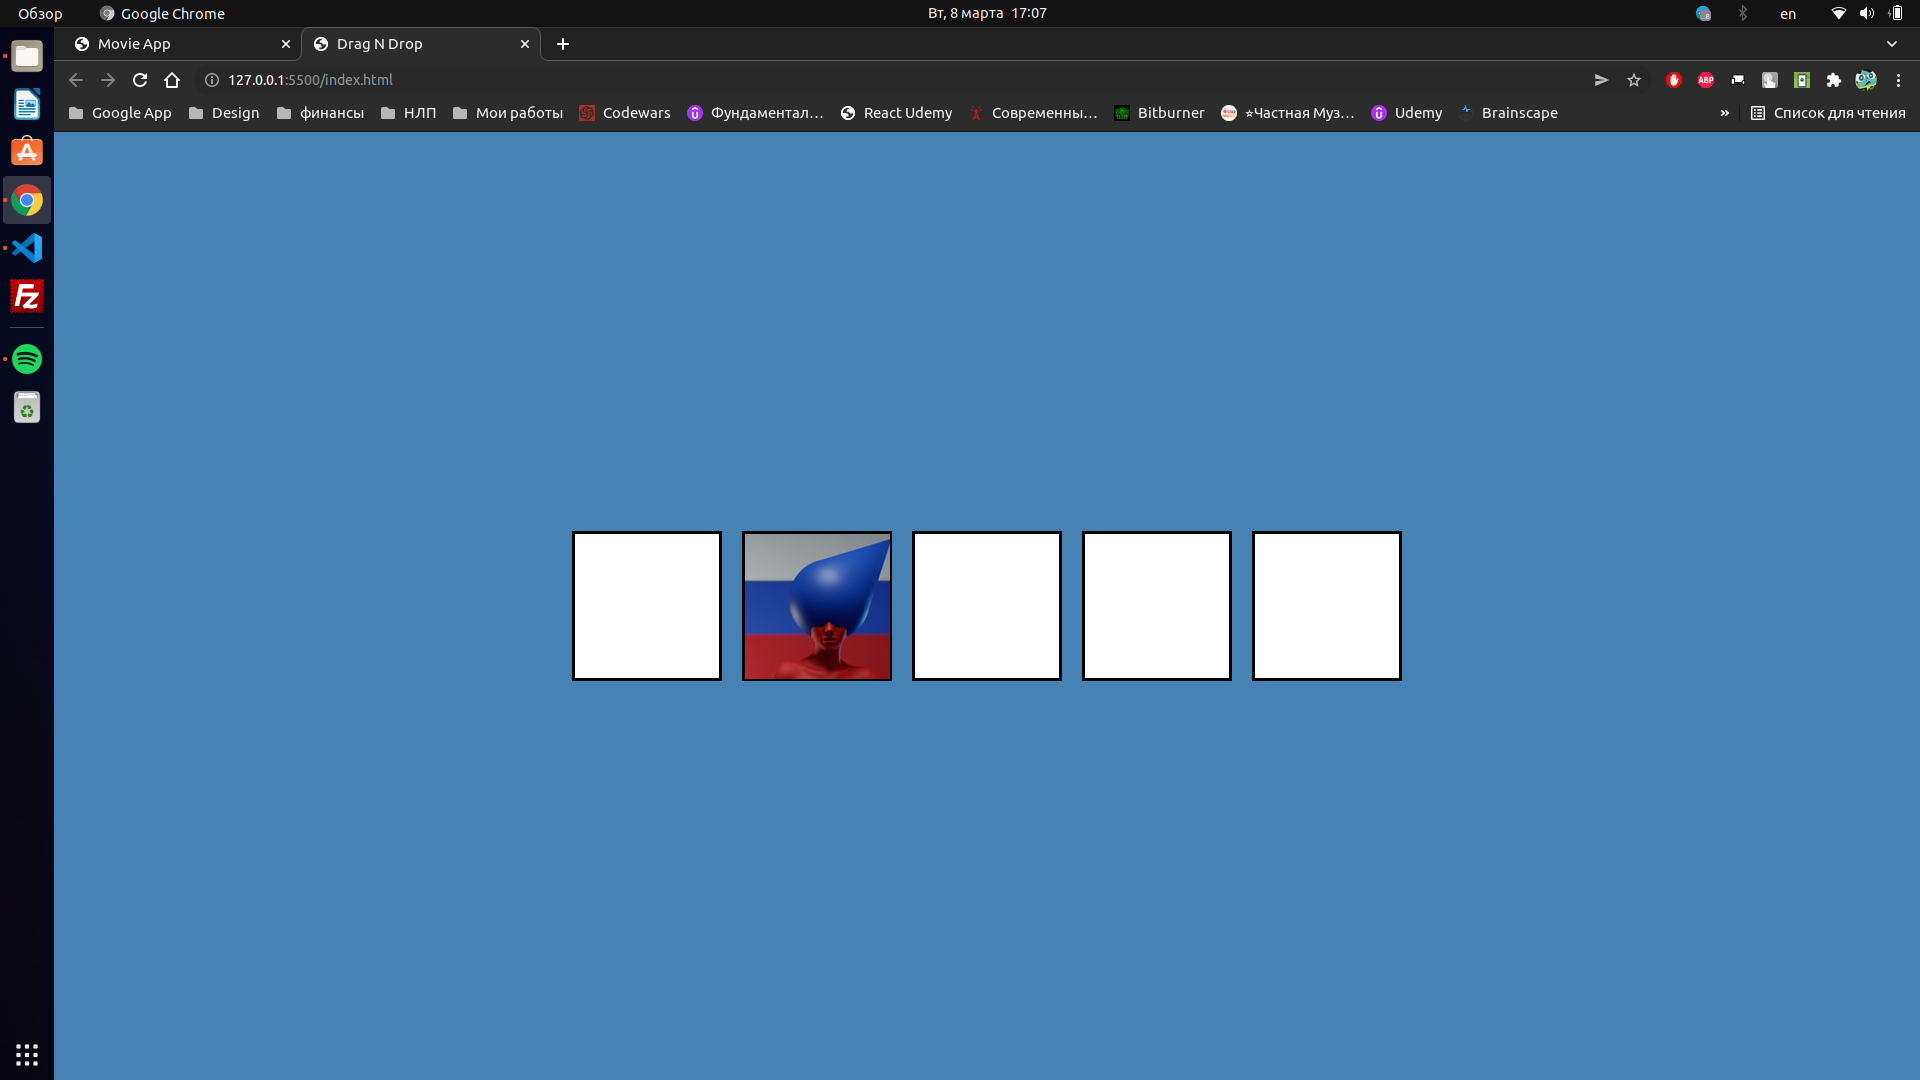 Обзор Google Chrome Вт, 8 марта 17:07 en
Movie App Drag N Drop
127.0.0.1:5500/index.html ABP
Google App Design финансы НЛП Мои работы Codewars Фундаментал... React Udemy Современны... Bitburner ⭐Частная Муз... Udemy Brainscape » Список для чтения
Fz